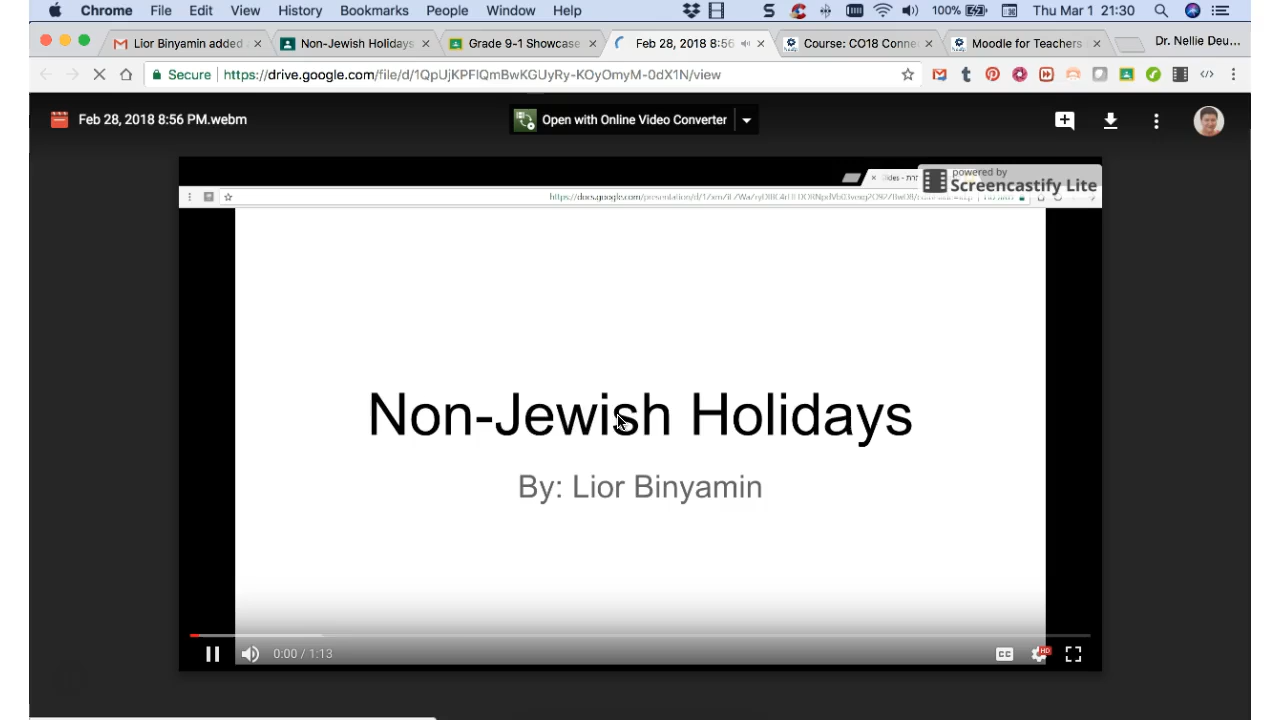 Chrome File Edit View History Bookmarks People Window Help 100% Thu Mar 1 21:30
Lior Binyamin added Non-Jewish Holidays Grade 9-1 Showcase Feb 28, 2018 8:56 Course: CO18 Conne Moodle for Teachers Dr. Nellie Deu...
Secure https://drive.google.com/file/d/1QpUjKPFlQmBwKGUyRy-KOyOmyM-0dX1N/view
Feb 28, 2018 8:56 PM.webm Open with Online Video Converter
powered by
Screencastify Lite
Non-Jewish Holidays
By: Lior Binyamin
0:00 / 1:13 CC HD